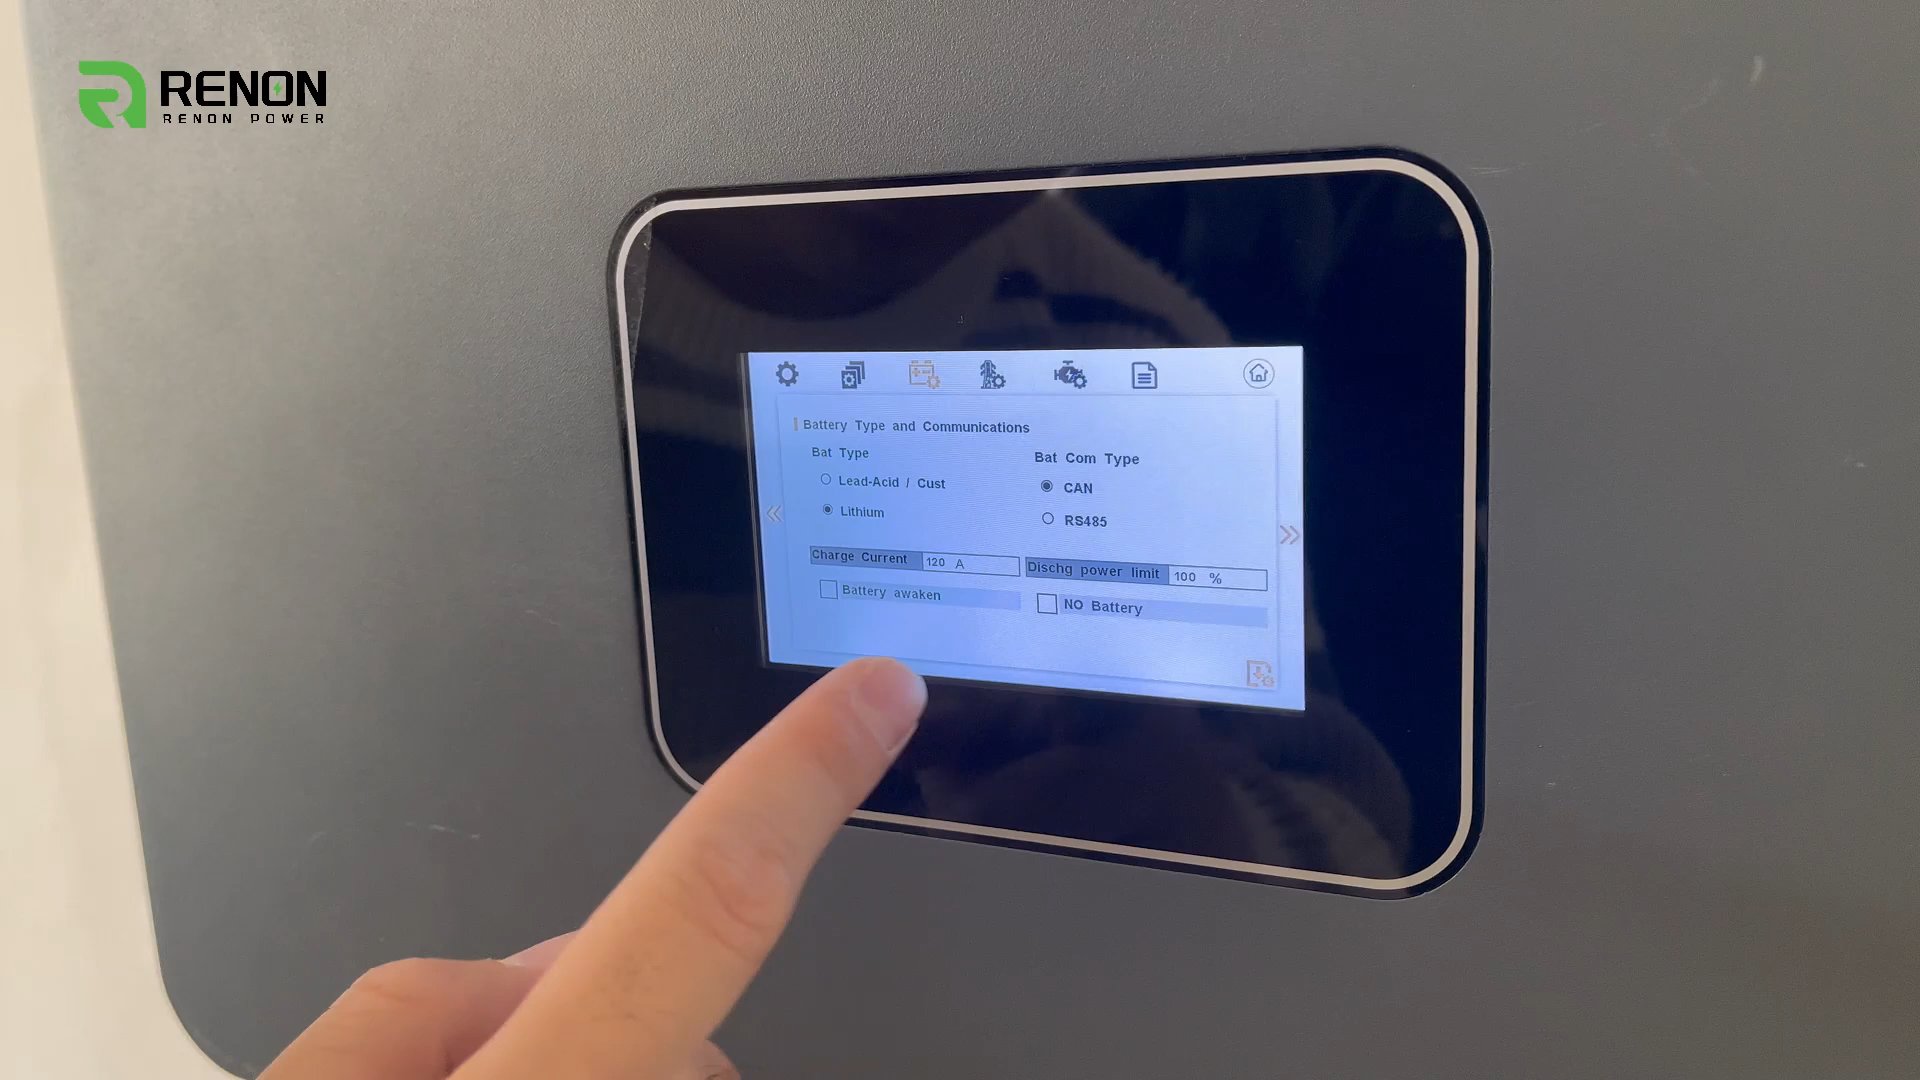 RENON
RENON POWER
Battery Type and Communications
Bat Type
Bat Com Type
Lead-Acid / Cust
CAN
Lithium
RS485
Charge Current 120 A
Dischg power limit 100 %
Battery awaken
NO Battery